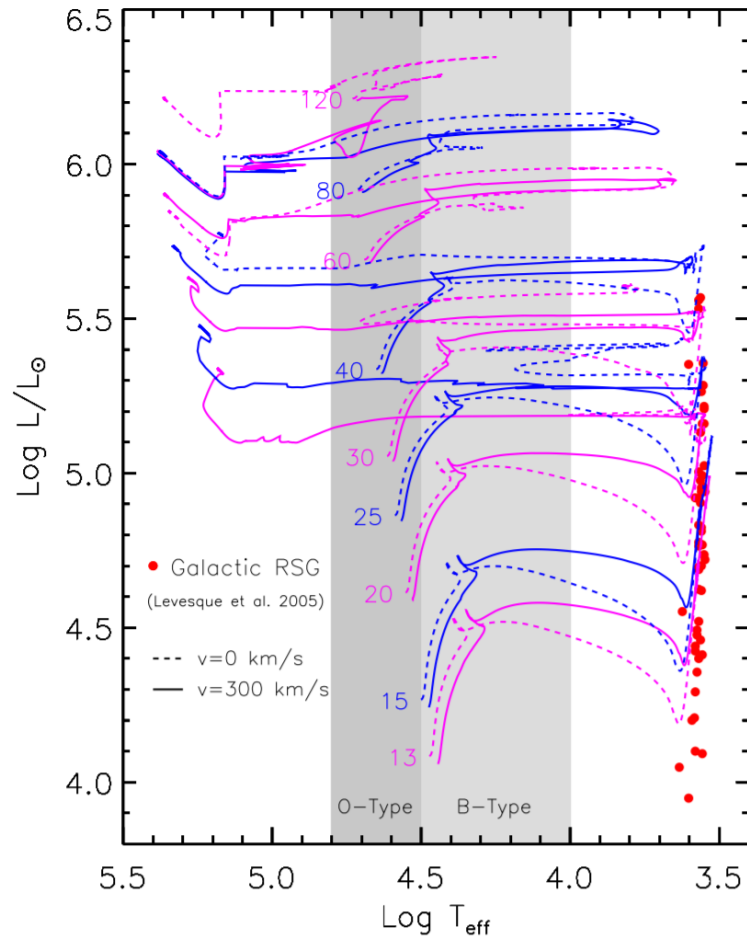 6.5
6.0
5.5
5.0
4.5
4.0
Log L/L⊙
120
80
60
40
30
25
20
15
13
Galactic RSG
(Levesque et al. 2005)
v=0 km/s
v=300 km/s
O-Type
B-Type
5.5 5.0 4.5 4.0 3.5
Log Teff